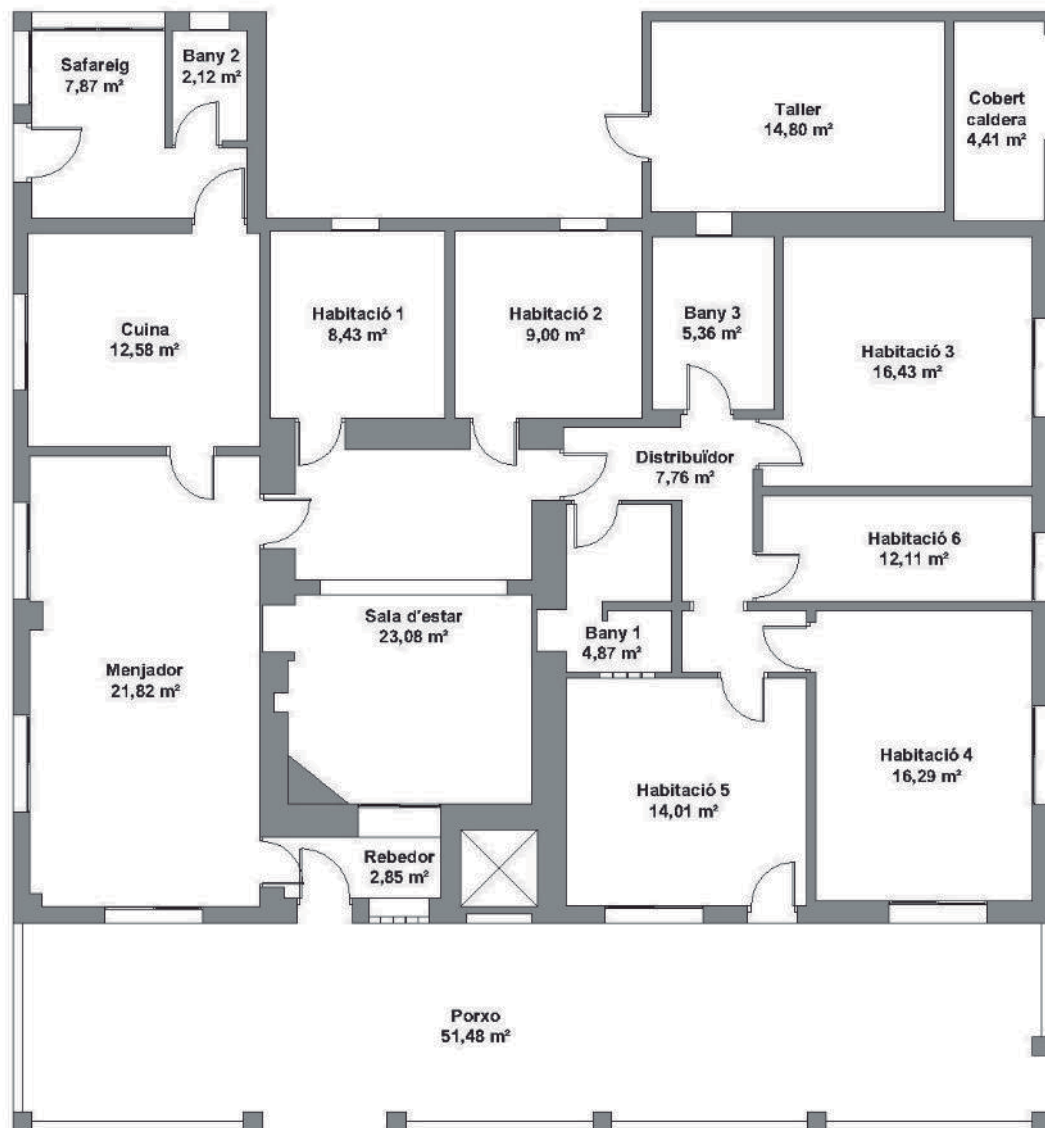 Safareig
7,87 m²
Bany 2
2,12 m²
Taller
14,80 m²
Cobert
caldera
4,41 m²
Cuina
12,58 m²
Habitació 1
8,43 m²
Habitació 2
9,00 m²
Bany 3
5,36 m²
Habitació 3
16,43 m²
Distribuïdor
7,76 m²
Habitació 6
12,11 m²
Sala d'estar
23,08 m²
Bany 1
4,87 m²
Menjador
21,82 m²
Habitació 4
16,29 m²
Habitació 5
14,01 m²
Rebedor
2,85 m²
Porxo
51,48 m²